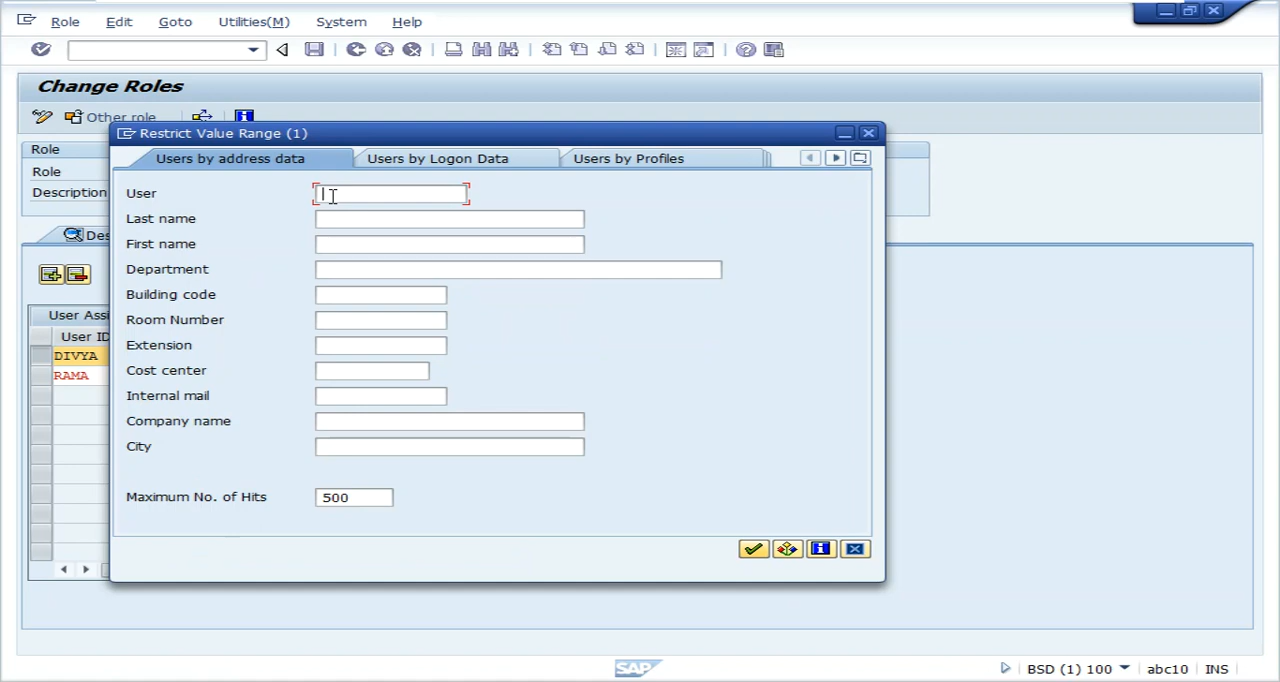 Role Edit Goto Utilities(M) System Help
Change Roles
Other role
Restrict Value Range (1)
Role
Role
Description
Users by address data Users by Logon Data Users by Profiles
User
Last name
First name
Department
Building code
Room Number
Extension
Cost center
Internal mail
Company name
City
Maximum No. of Hits 500
Des
User Assi
User ID
DIVYA
RAMA
SAP
BSD (1) 100 abc10 INS